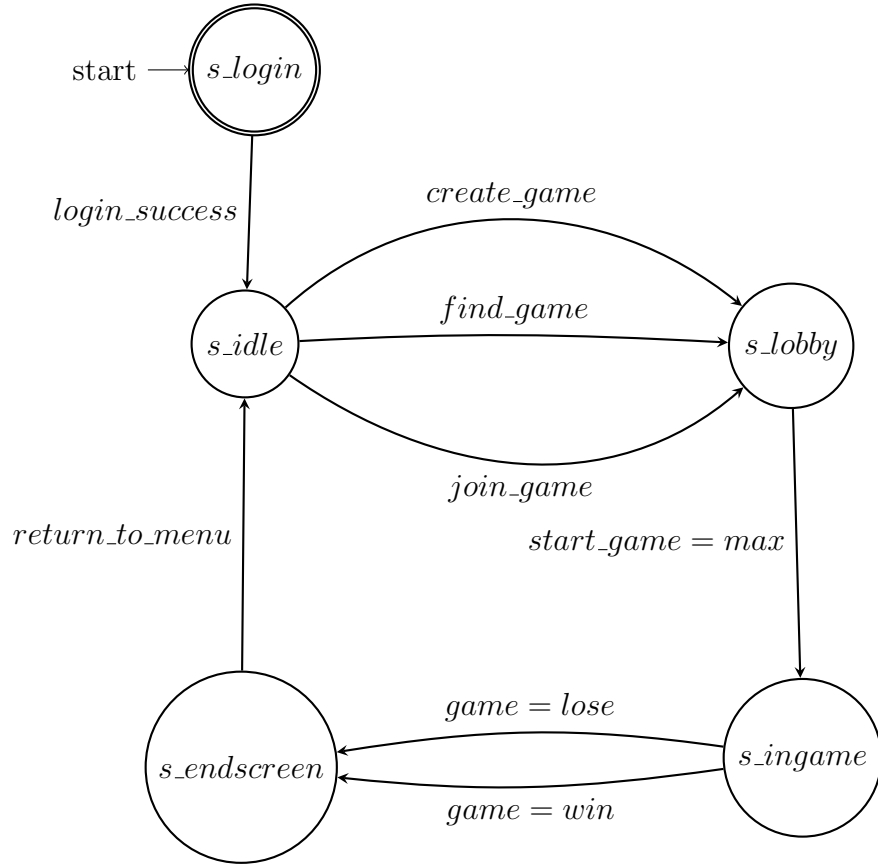 start
s_login
login_success
create_game
find_game
s_idle
s_lobby
join_game
return_to_menu
start_game = max
game = lose
s_endscreen
s_ingame
game = win